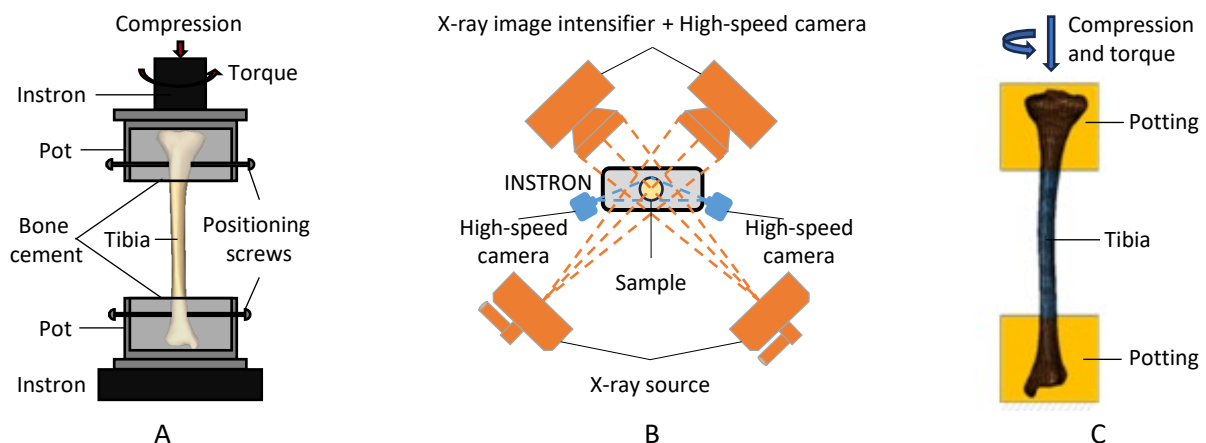 Compression
Torque
Instron
Pot
Bone
cement
Tibia
Positioning
screws
Pot
Instron
A
X-ray image intensifier + High-speed camera
INSTRON
High-speed
camera
High-speed
camera
Sample
X-ray source
B
Compression
and torque
Potting
Tibia
Potting
C